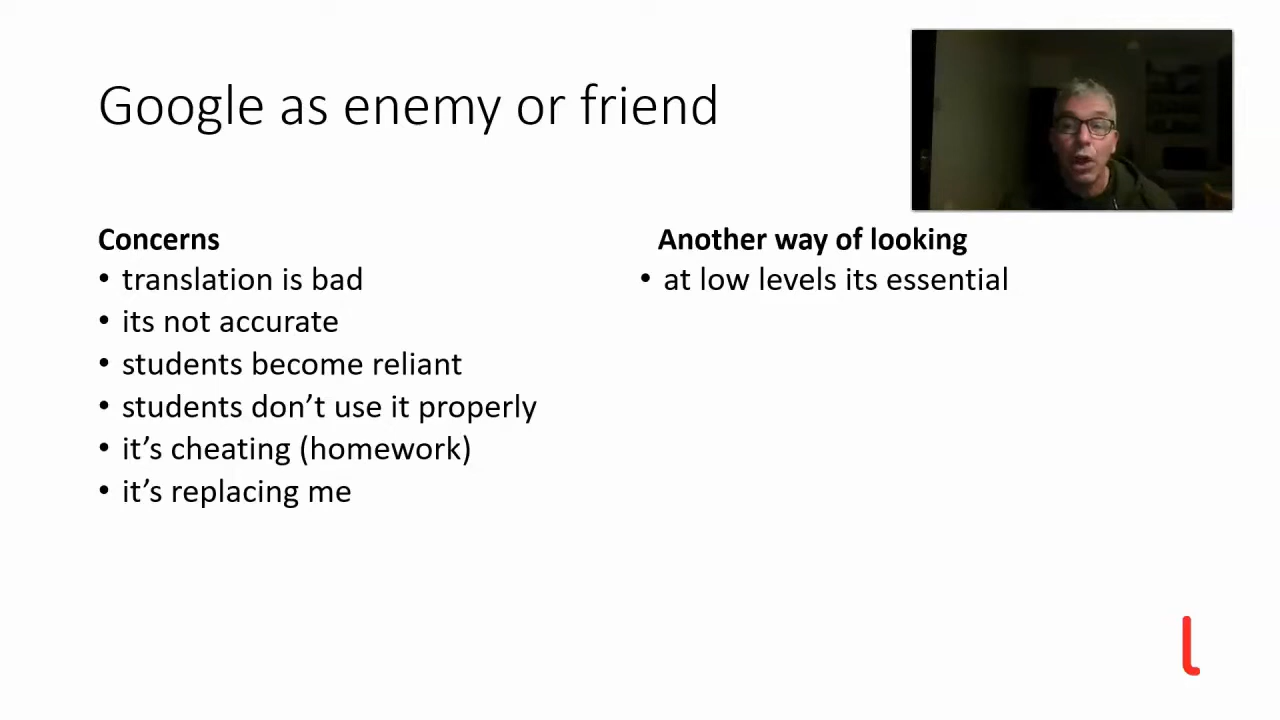 Google as enemy or friend
Concerns
• translation is bad
• its not accurate
• students become reliant
• students don’t use it properly
• it’s cheating (homework)
• it’s replacing me
Another way of looking
• at low levels its essential